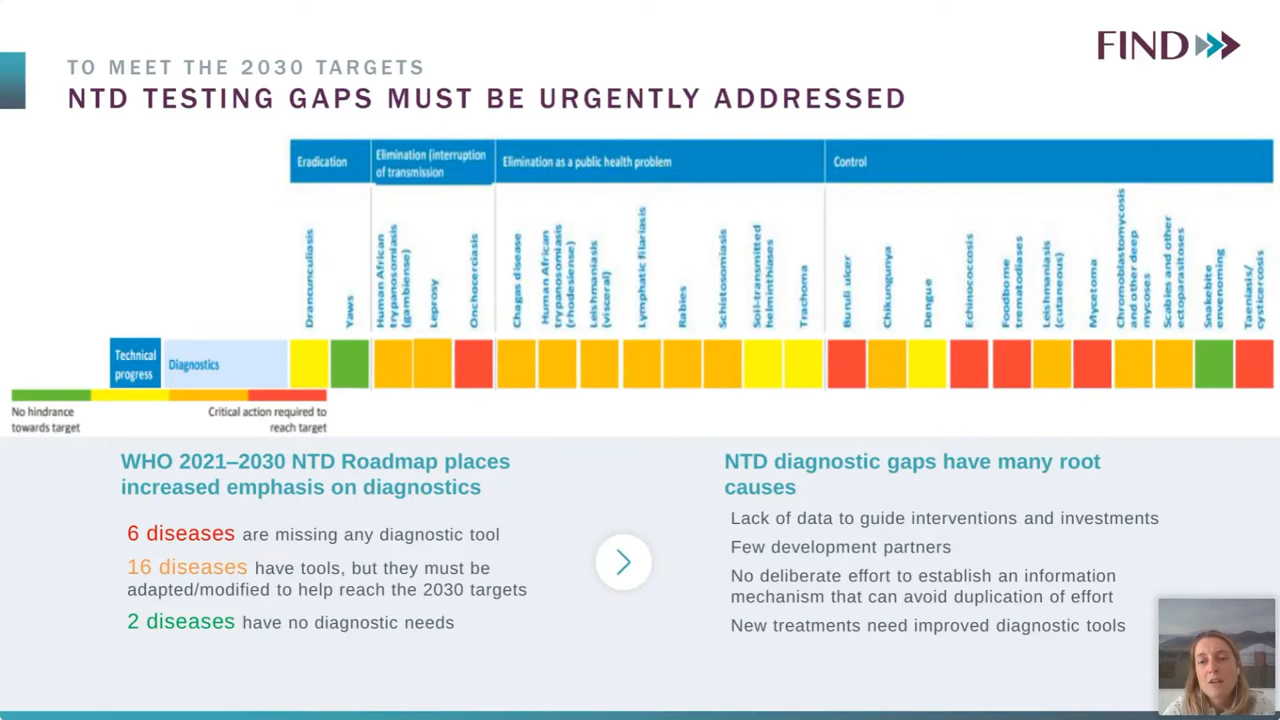 FIND
TO MEET THE 2030 TARGETS
NTD TESTING GAPS MUST BE URGENTLY ADDRESSED
Eradication
Elimination (interruption
of transmission
Elimination as a public health problem
Control
Drancunculiasis
Yaws
Human African
trypanosomiasis
(gambiense)
Leprosy
Onchocerciasis
Chagas disease
Human African
trypanosomiasis
(rhodesiense)
Leishmaniasis
(visceral)
Lymphatic filariasis
Rabies
Schistosomiasis
Soil-transmitted
helminthiases
Trachoma
Buruli ulcer
Chikungunya
Dengue
Echinococcosis
Foodborne
trematodiases
Leishmaniasis
(cutaneous)
Mycetoma
Chromoblastomycosis
and other deep
mycoses
Scabies and other
ectoparasitoses
Snakebite
envenoming
Taeniasis/
cysticerosis
Technical
progress
Diagnostics
No hindrance
towards target
Critical action required to
reach target
WHO 2021–2030 NTD Roadmap places
increased emphasis on diagnostics
6 diseases are missing any diagnostic tool
16 diseases have tools, but they must be
adapted/modified to help reach the 2030 targets
2 diseases have no diagnostic needs
NTD diagnostic gaps have many root
causes
Lack of data to guide interventions and investments
Few development partners
No deliberate effort to establish an information
mechanism that can avoid duplication of effort
New treatments need improved diagnostic tools